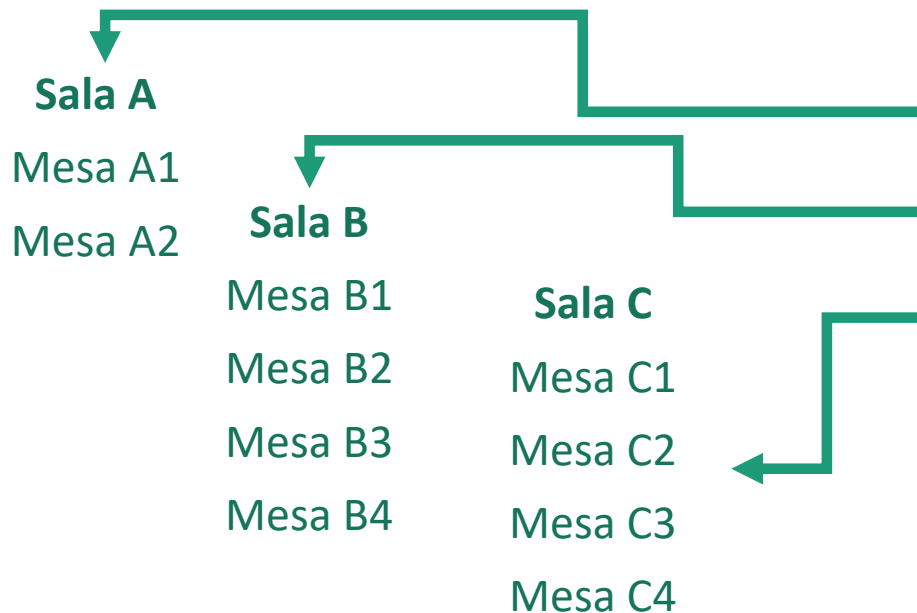 Sala A
Mesa A1
Mesa A2
Sala B
Mesa B1
Mesa B2
Mesa B3
Mesa B4
Sala C
Mesa C1
Mesa C2
Mesa C3
Mesa C4